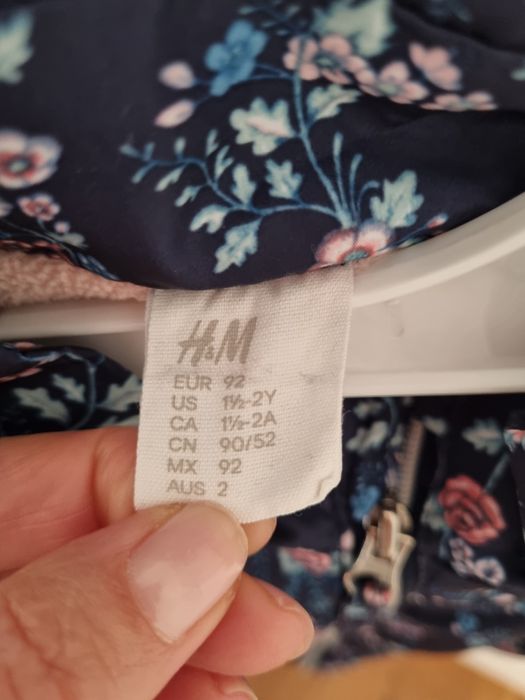 H&M
EUR 92
US 1½-2Y
CA 1½-2A
CN 90/52
MX 92
AUS 2